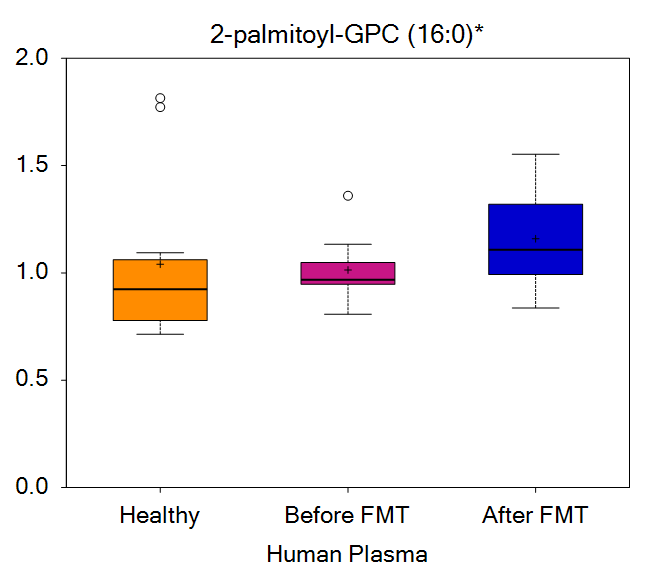 2-palmitoyl-GPC (16:0)*
2.0
1.5
1.0
0.5
0.0
Healthy Before FMT After FMT
Human Plasma